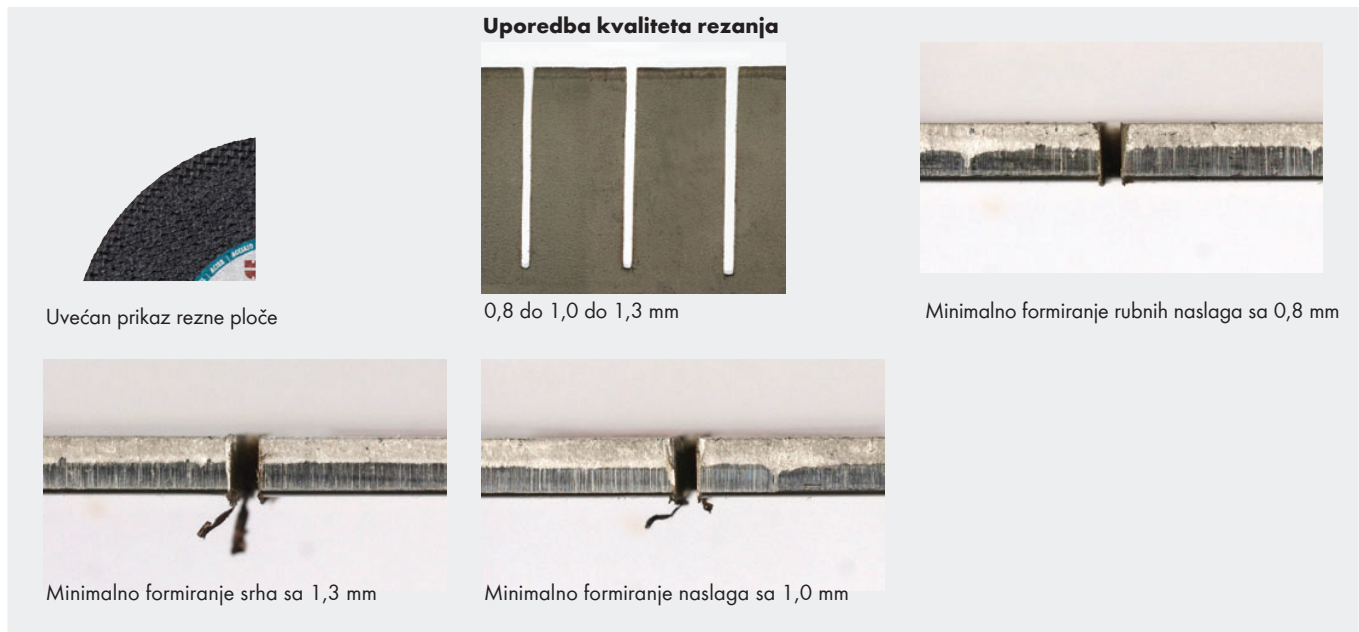 Uporedba kvaliteta rezanja
Uvećan prikaz rezne ploče
0,8 do 1,0 do 1,3 mm
Minimalno formiranje rubnih naslaga sa 0,8 mm
Minimalno formiranje srha sa 1,3 mm
Minimalno formiranje naslaga sa 1,0 mm